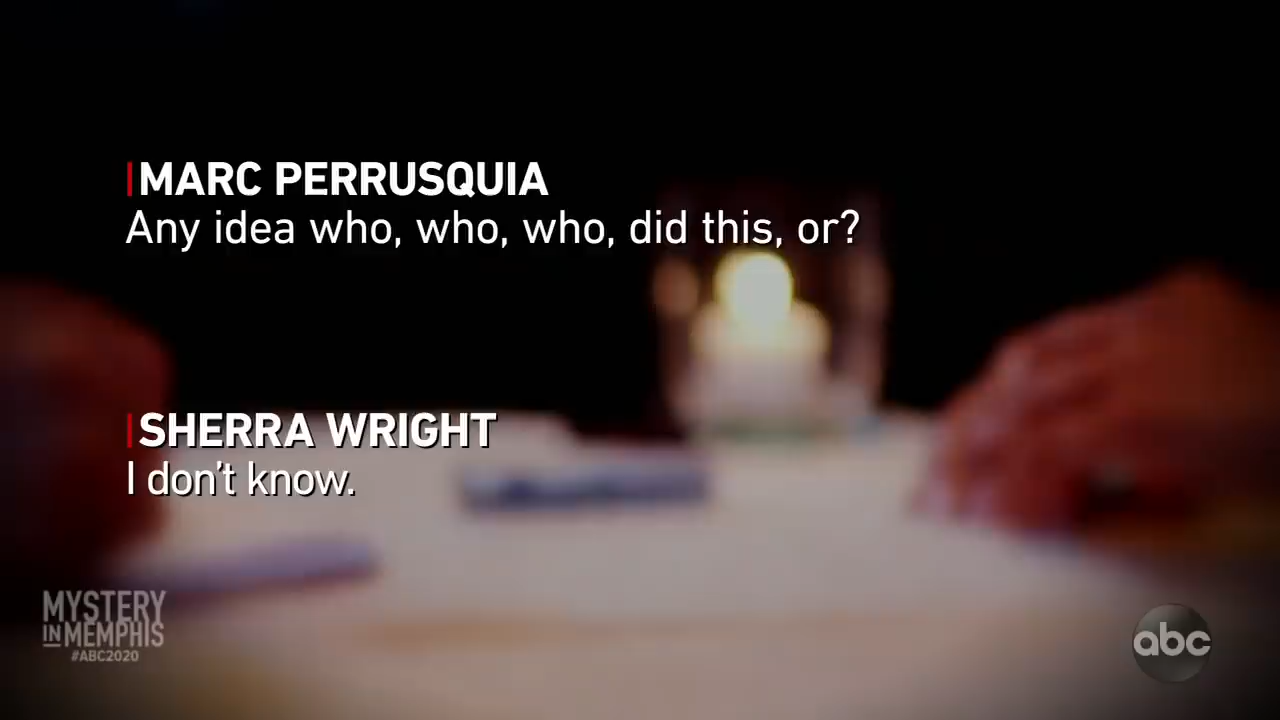 MARC PERRUSQUIA
Any idea who, who, who, did this, or?
SHERRA WRIGHT
I don't know.
MYSTERY
IN MEMPHIS
#ABC2020
abc